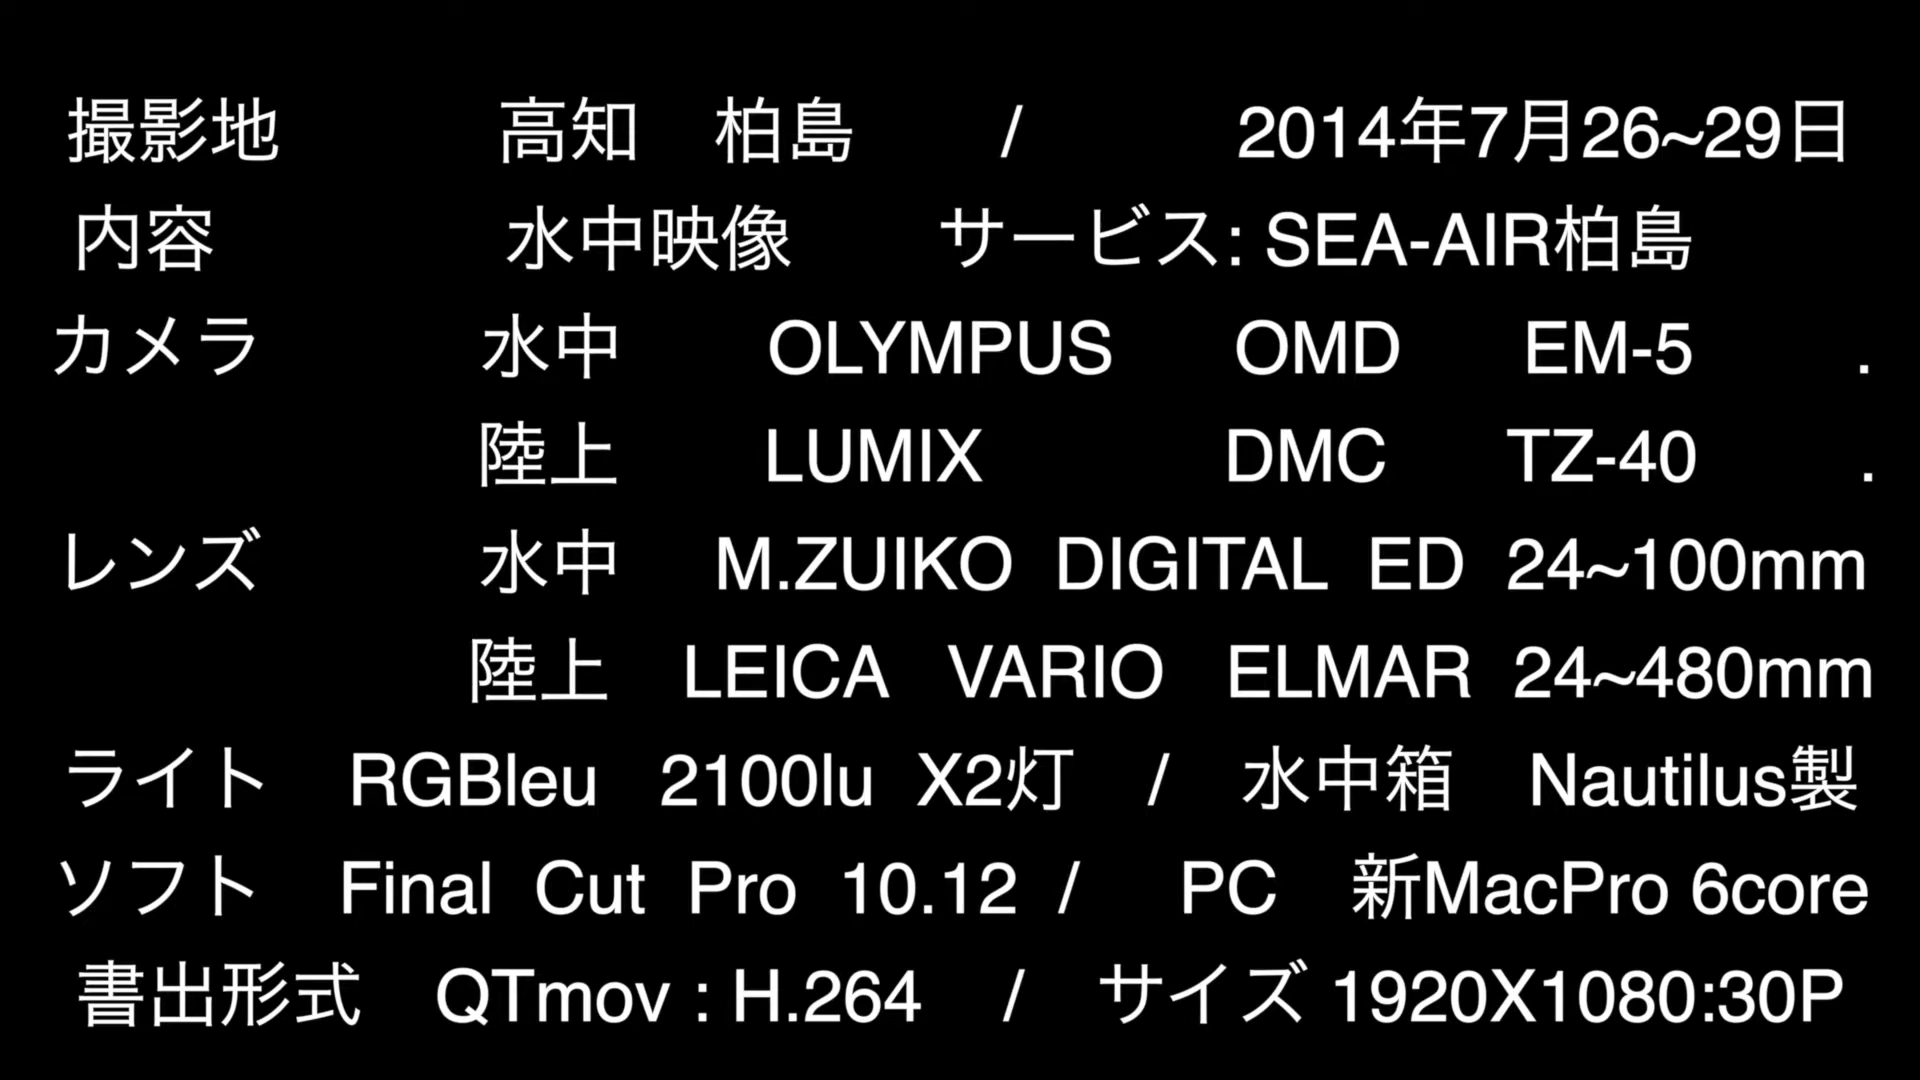 撮影地 高知 柏島 / 2014年7月26~29日
内容 水中映像 サービス: SEA-AIR柏島
カメラ 水中 OLYMPUS OMD EM-5 .
陸上 LUMIX DMC TZ-40 .
レンズ 水中 M.ZUIKO DIGITAL ED 24~100mm
陸上 LEICA VARIO ELMAR 24~480mm
ライト RGBleu 2100lu X2灯 / 水中箱 Nautilus製
ソフト Final Cut Pro 10.12 / PC 新MacPro 6core
書出形式 QTmov : H.264 / サイズ 1920X1080:30P